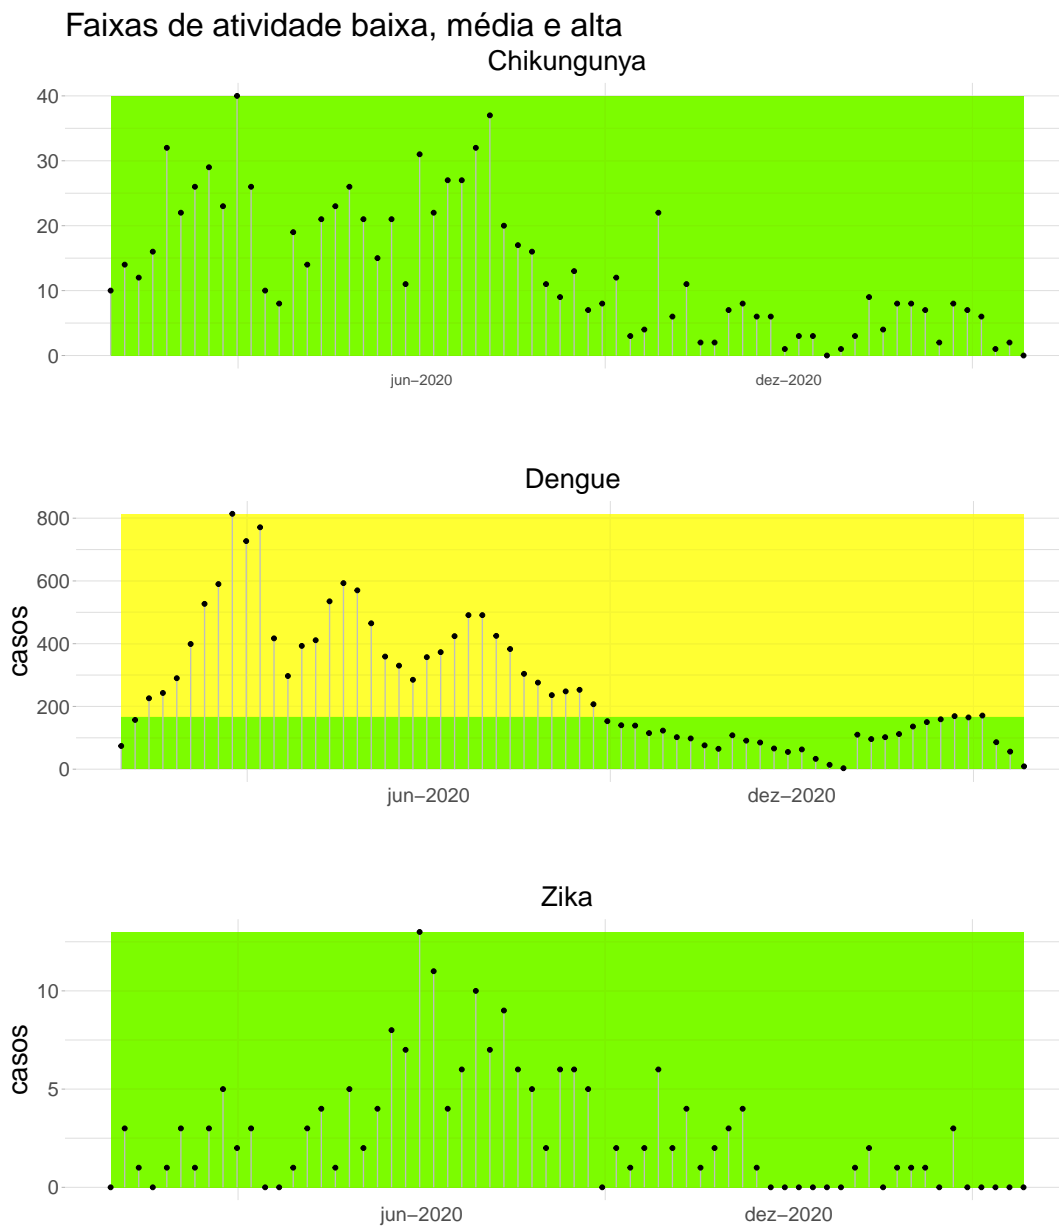 Faixas de atividade baixa, média e alta
Chikungunya
40
30
20
10
0
jun−2020 dez−2020
Dengue
casos
800
600
400
200
0
jun−2020 dez−2020
Zika
casos
10
5
0
jun−2020 dez−2020